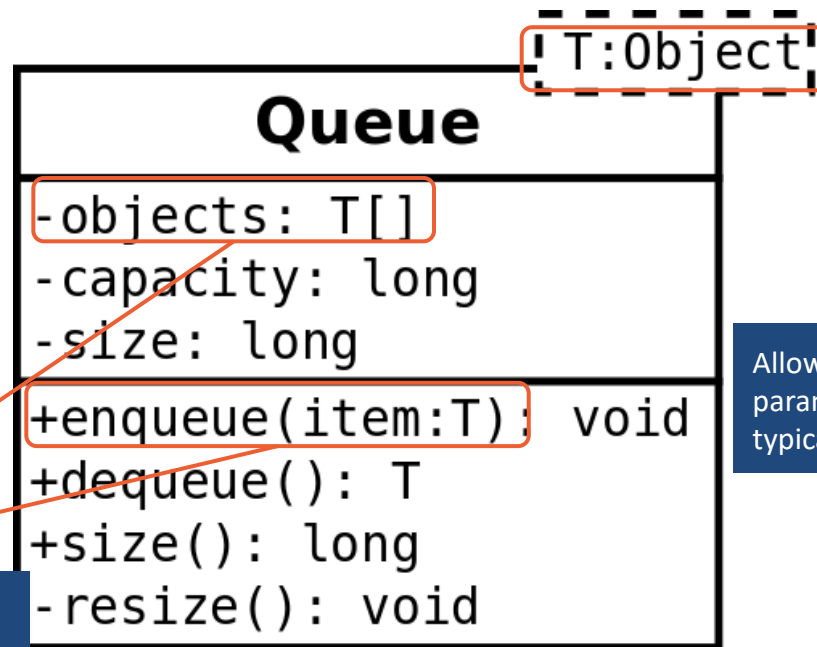 T:Object
Queue
-objects: T[]
-capacity: long
-size: long
+enqueue(item:T): void
+dequeue(): T
+size(): long
-resize(): void